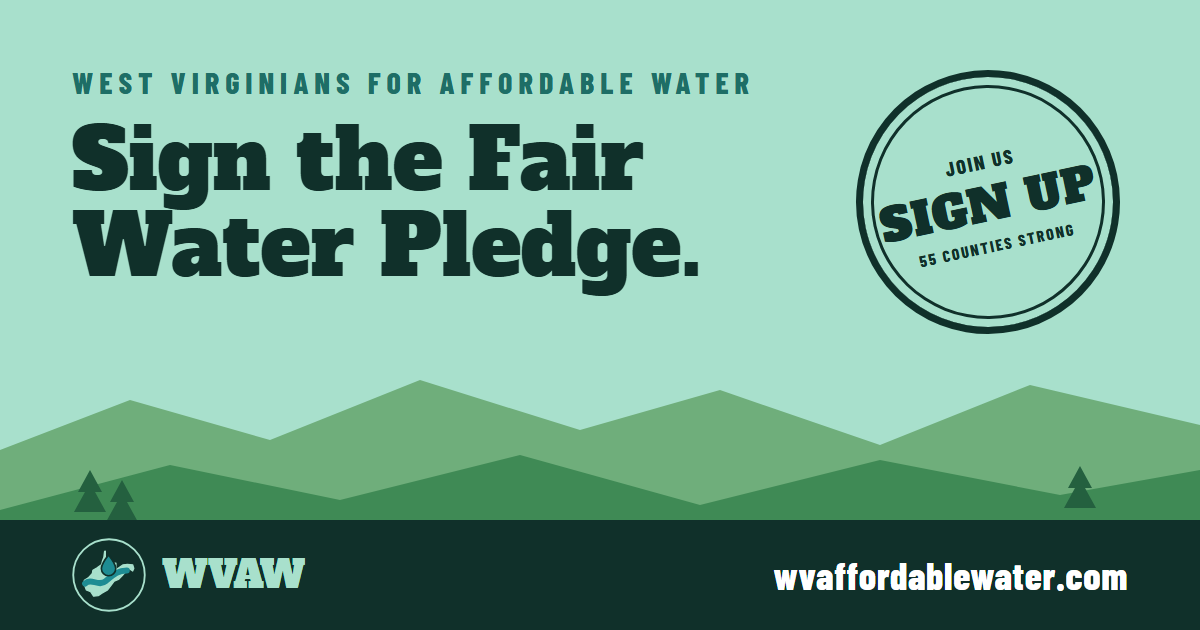 WEST VIRGINIANS FOR AFFORDABLE WATER
Sign the Fair
Water Pledge.
JOIN US
SIGN UP
55 COUNTIES STRONG
WVAW
wvaffordablewater.com